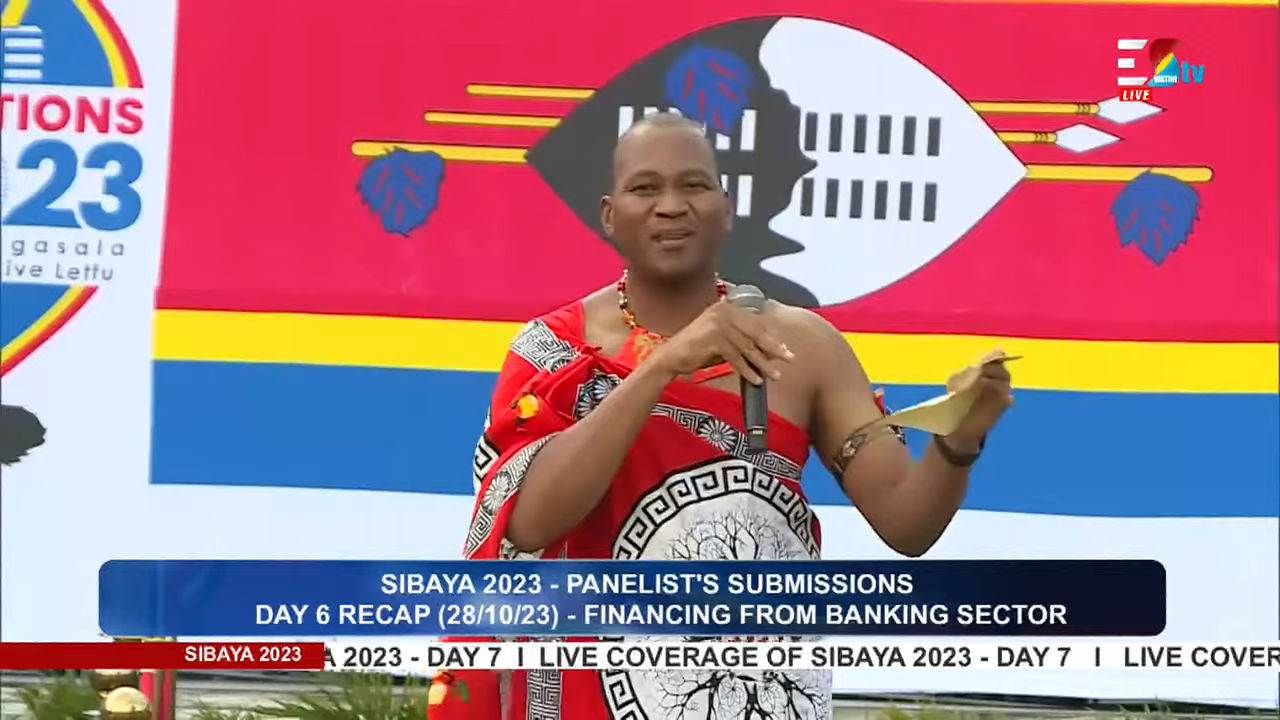 TIONS
23
gasala
ive Lettu
tv
LIVE
SIBAYA 2023 - PANELIST'S SUBMISSIONS
DAY 6 RECAP (28/10/23) - FINANCING FROM BANKING SECTOR
SIBAYA 2023
A 2023 - DAY 7 I LIVE COVERAGE OF SIBAYA 2023 - DAY 7 I LIVE COVER